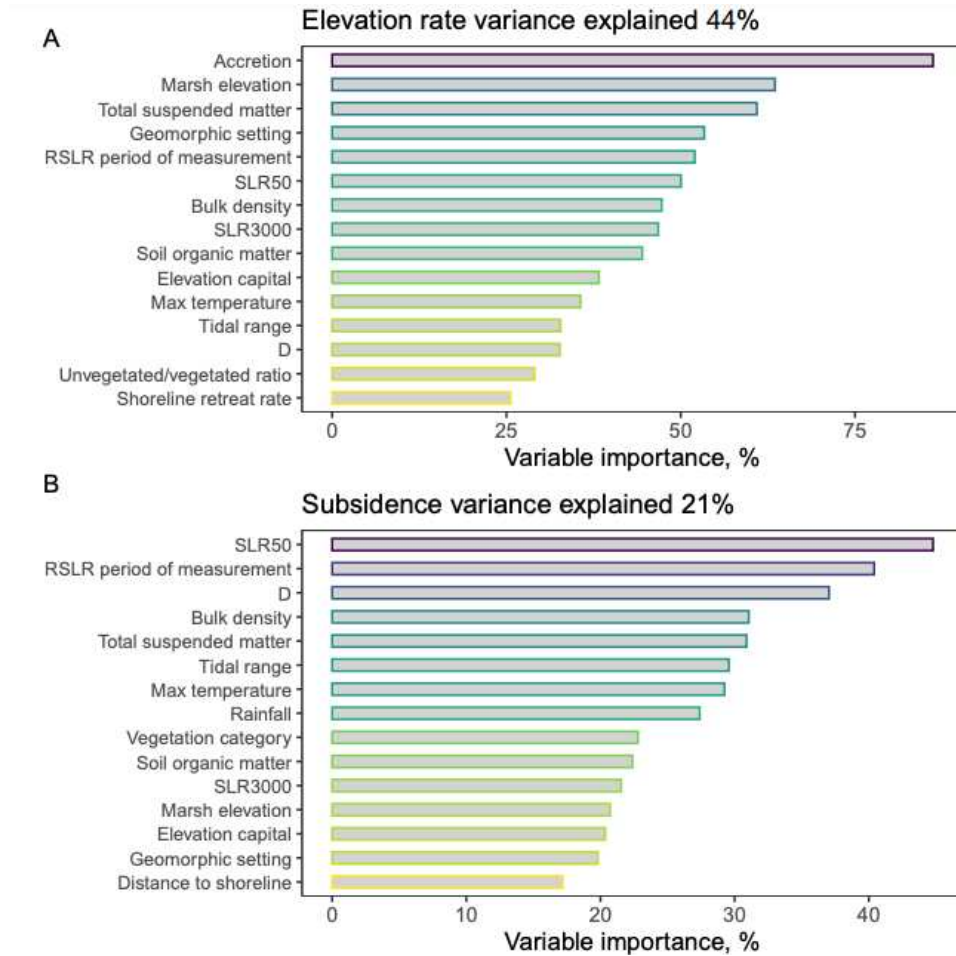 A
Elevation rate variance explained 44%
Accretion
Marsh elevation
Total suspended matter
Geomorphic setting
RSLR period of measurement
SLR50
Bulk density
SLR3000
Soil organic matter
Elevation capital
Max temperature
Tidal range
D
Unvegetated/vegetated ratio
Shoreline retreat rate
0 25 50 75
Variable importance, %
B
Subsidence variance explained 21%
SLR50
RSLR period of measurement
D
Bulk density
Total suspended matter
Tidal range
Max temperature
Rainfall
Vegetation category
Soil organic matter
SLR3000
Marsh elevation
Elevation capital
Geomorphic setting
Distance to shoreline
0 10 20 30 40
Variable importance, %